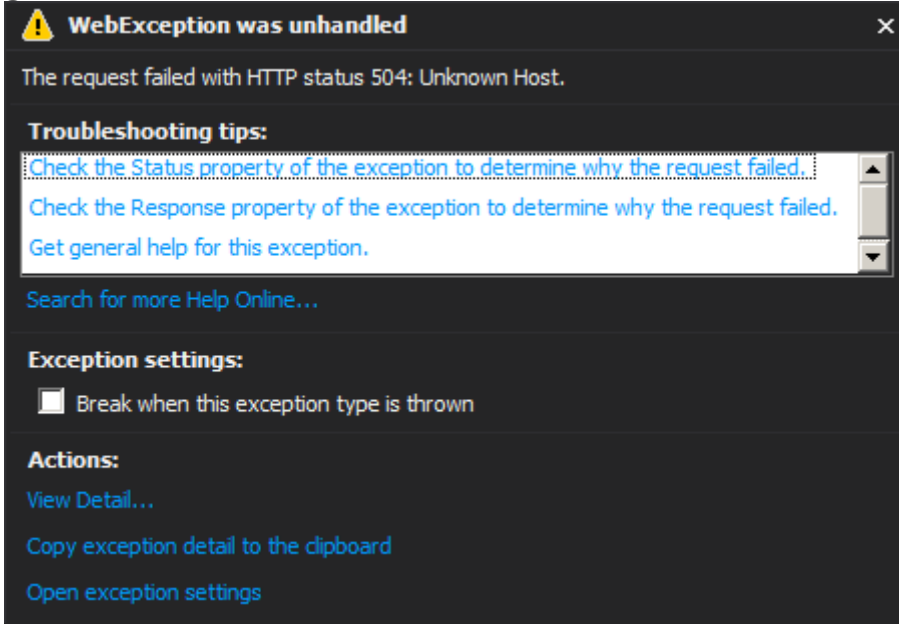 WebException was unhandled
The request failed with HTTP status 504: Unknown Host.
Troubleshooting tips:
Check the Status property of the exception to determine why the request failed.
Check the Response property of the exception to determine why the request failed.
Get general help for this exception.
Search for more Help Online...
Exception settings:
Break when this exception type is thrown
Actions:
View Detail...
Copy exception detail to the clipboard
Open exception settings